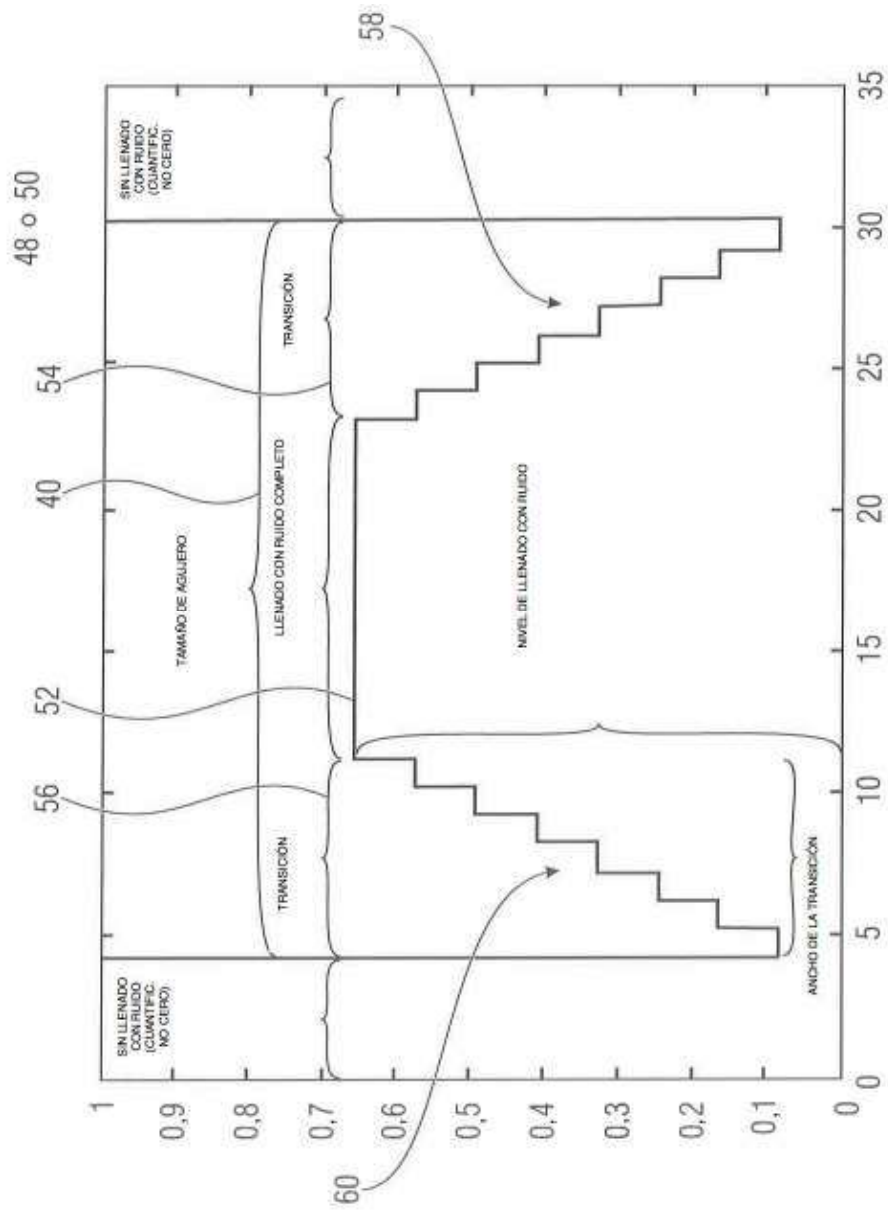 48 o 50
56
52
40
54
SIN LLENADO
CON RUIDO
(CUANTIFIC.
NO CERO)
TAMAÑO DE AGUJERO
SIN LLENADO
CON RUIDO
(CUANTIFIC.
NO CERO)
TRANSICIÓN
LLENADO CON RUIDO COMPLETO
TRANSICIÓN
NIVEL DE LLENADO CON RUIDO
ANCHO DE LA TRANSICIÓN
60
58
1
0,9
0,8
0,7
0,6
0,5
0,4
0,3
0,2
0,1
0
0
5
10
15
20
25
30
35